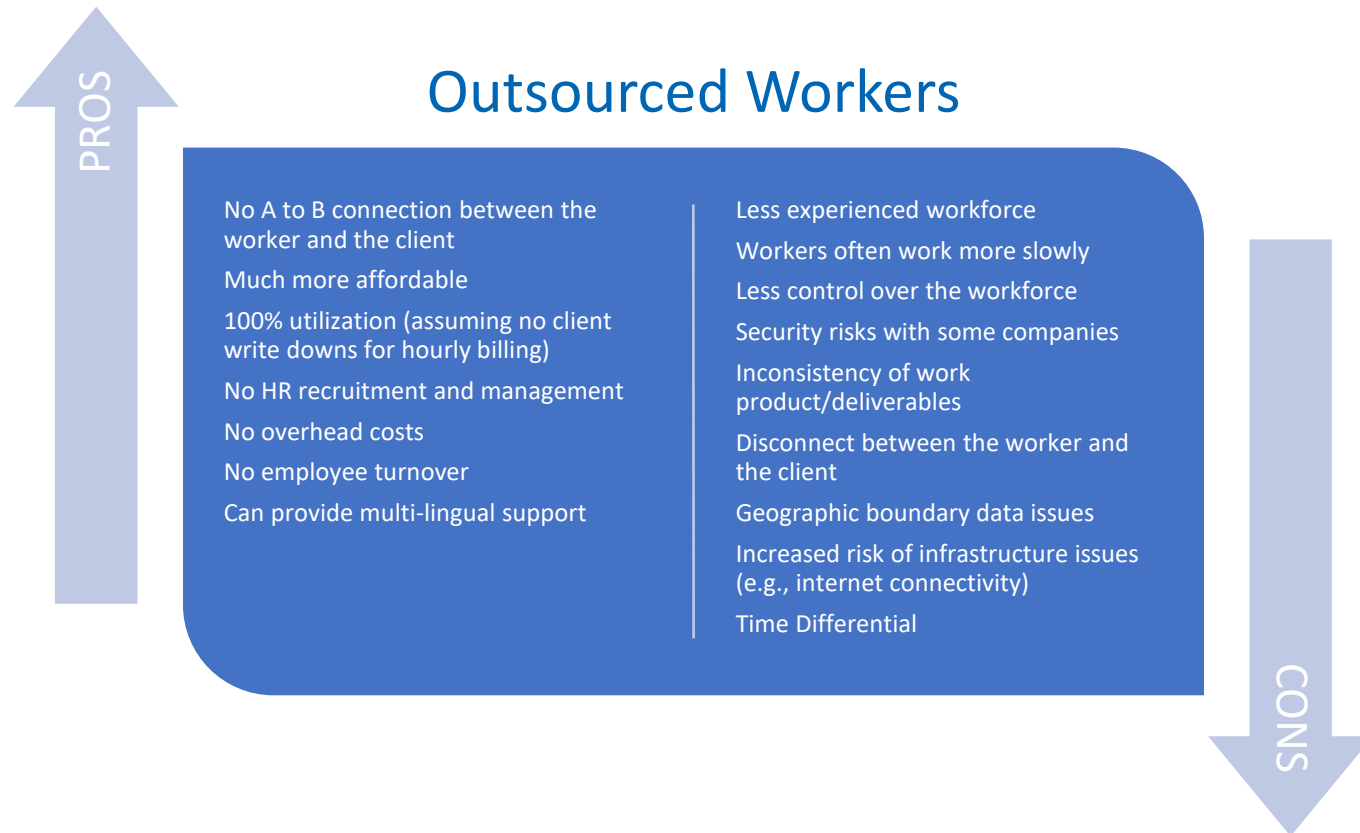 PROS
Outsourced Workers
No A to B connection between the
worker and the client
Much more affordable
100% utilization (assuming no client
write downs for hourly billing)
No HR recruitment and management
No overhead costs
No employee turnover
Can provide multi-lingual support
Less experienced workforce
Workers often work more slowly
Less control over the workforce
Security risks with some companies
Inconsistency of work
product/deliverables
Disconnect between the worker and
the client
Geographic boundary data issues
Increased risk of infrastructure issues
(e.g., internet connectivity)
Time Differential
CONS